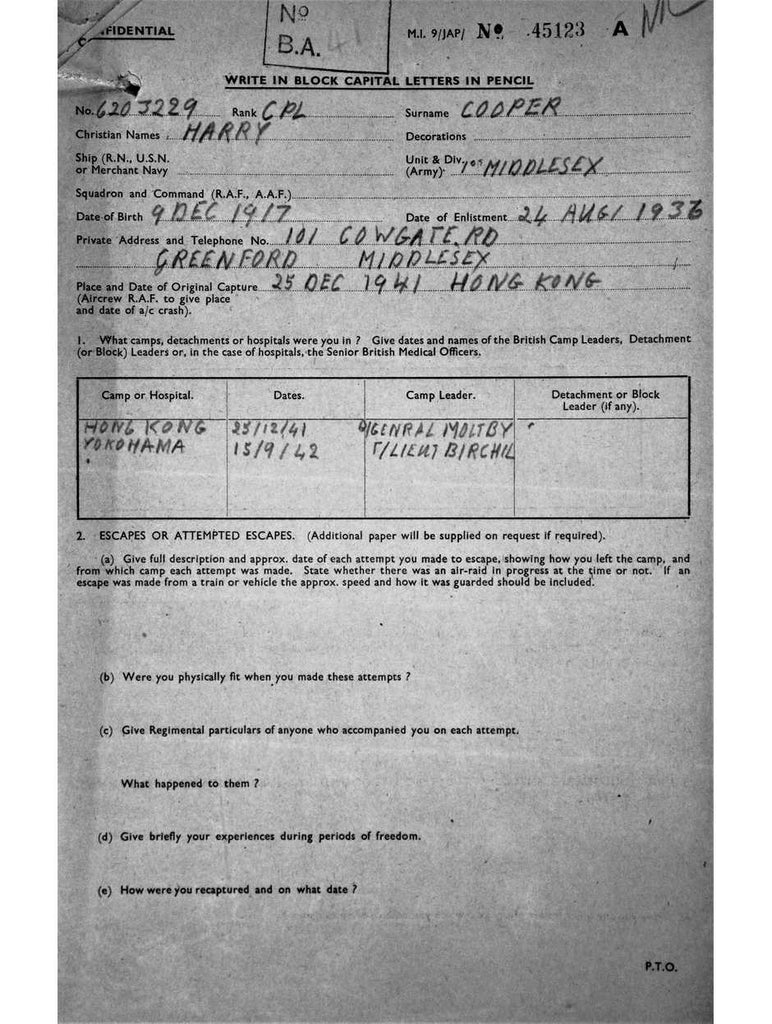 FIDENTIAL
No
B.A. 41
M.I. 9/JAP/ No. 45123 A
WRITE IN BLOCK CAPITAL LETTERS IN PENCIL
No. 6203229 Rank CPL Surname COOPER
Christian Names HARRY Decorations
Ship (R.N., U.S.N. or Merchant Navy
Unit & Div. (Army) 1 MIDDLESEX
Squadron and Command (R.A.F., A.A.F.)
Date of Birth 9 DEC 1917 Date of Enlistment 24 AUG/ 1936
Private Address and Telephone No. 101 COWGATE. RD
GREENFORD MIDDLESEX
Place and Date of Original Capture 25 DEC 1941 HONG KONG
(Aircrew R.A.F. to give place
and date of a/c crash).
1. What camps, detachments or hospitals were you in ? Give dates and names of the British Camp Leaders, Detachment
(or Block) Leaders or, in the case of hospitals, the Senior British Medical Officers.
Camp or Hospital. Dates. Camp Leader. Detachment or Block
Leader (if any).
HONG KONG 25/12/41 GENRAL MOLTBY
YOKOHAMA 15/9/42 F/LIEUT BIRCHIL
2. ESCAPES OR ATTEMPTED ESCAPES. (Additional paper will be supplied on request if required).
(a) Give full description and approx. date of each attempt you made to escape, showing how you left the camp, and
from which camp each attempt was made. State whether there was an air-raid in progress at the time or not. If an
escape was made from a train or vehicle the approx. speed and how it was guarded should be included.
(b) Were you physically fit when you made these attempts ?
(c) Give Regimental particulars of anyone who accompanied you on each attempt.
What happened to them ?
(d) Give briefly your experiences during periods of freedom.
(e) How were you recaptured and on what date ?
P.T.O.